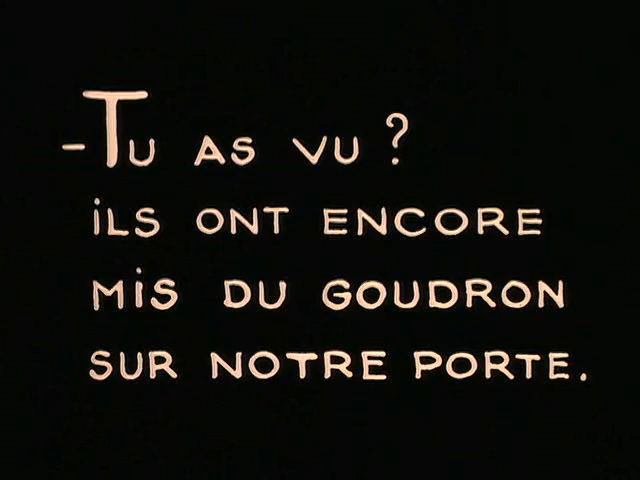 -Tu AS VU ?
iLS ONT ENCORE
MiS DU GOUDRON
SUR NOTRE PORTE.